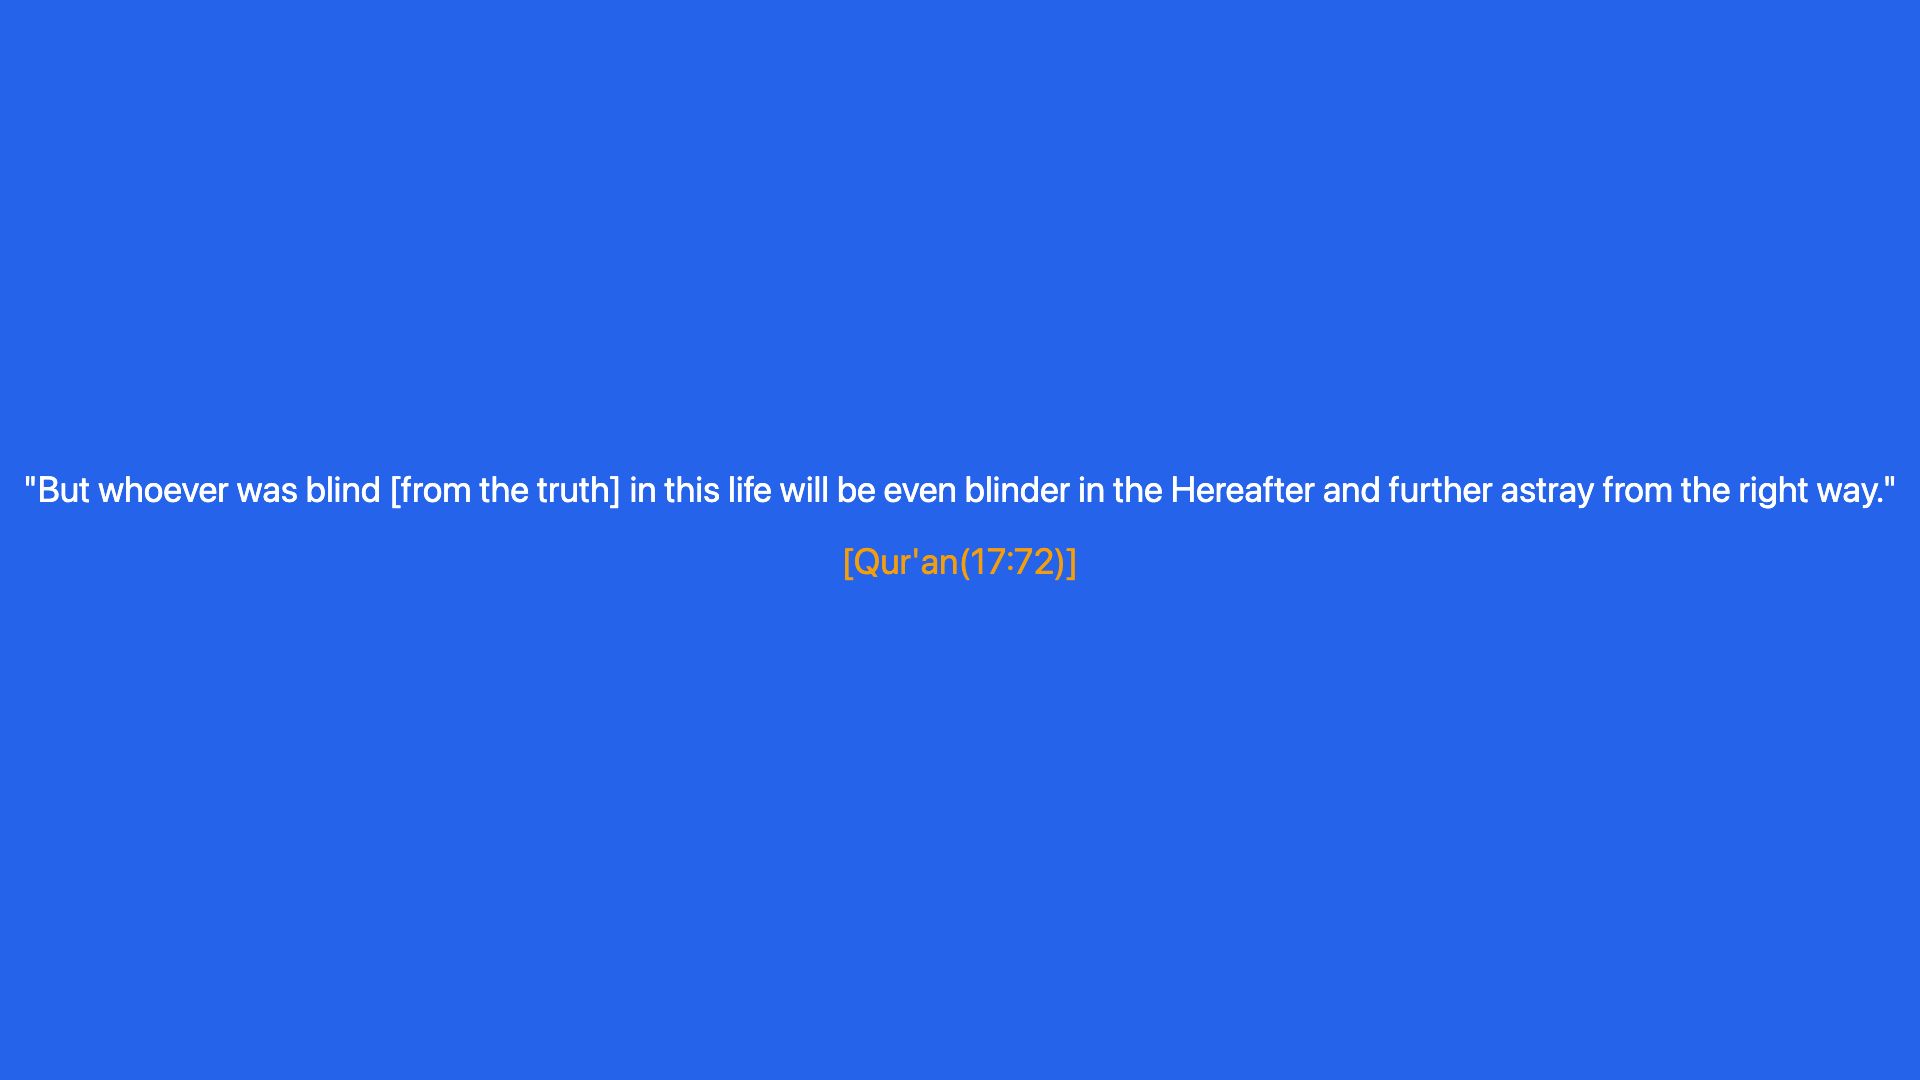 "But whoever was blind [from the truth] in this life will be even blinder in the Hereafter and further astray from the right way."
[Qur'an(17:72)]